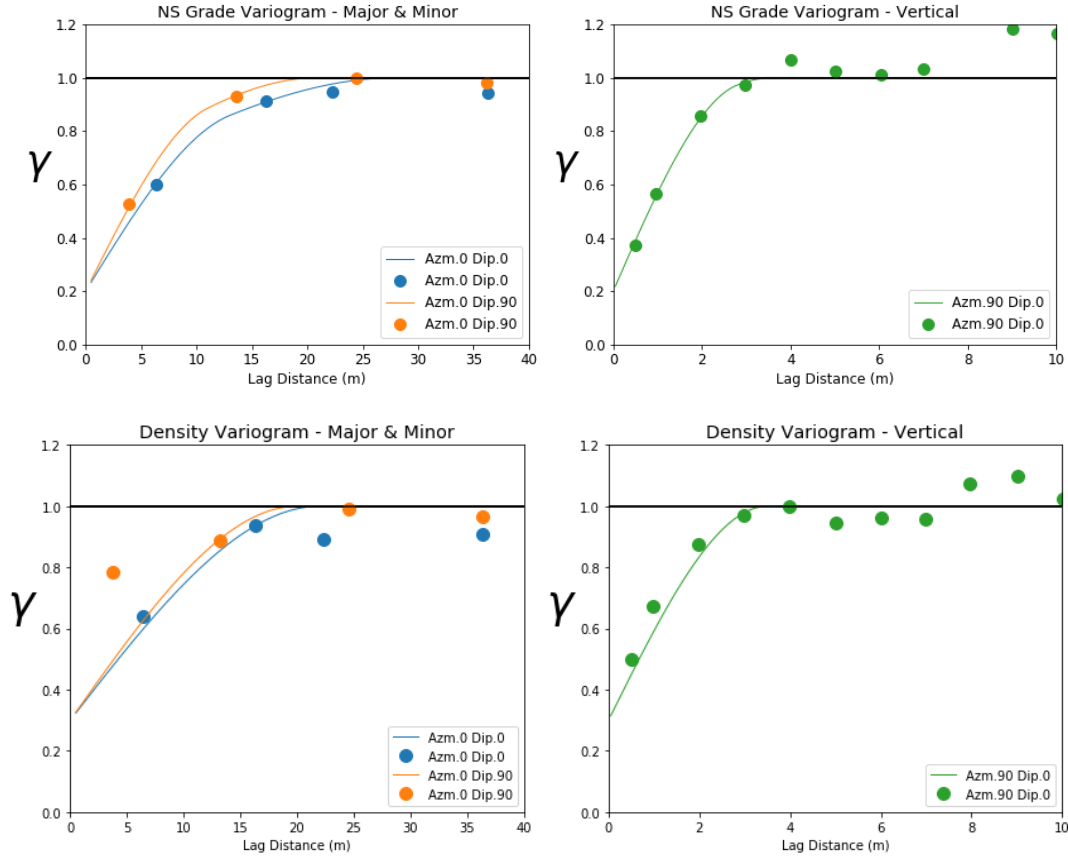 NS Grade Variogram - Major & Minor
1.2
1.0
0.8
0.6
0.4
0.2
0.0
γ
0 5 10 15 20 25 30 35 40
Lag Distance (m)
Azm.0 Dip.0
Azm.0 Dip.0
Azm.0 Dip.90
Azm.0 Dip.90
NS Grade Variogram - Vertical
1.2
1.0
0.8
0.6
0.4
0.2
0.0
γ
0 2 4 6 8 10
Lag Distance (m)
Azm.90 Dip.0
Azm.90 Dip.0
Density Variogram - Major & Minor
1.2
1.0
0.8
0.6
0.4
0.2
0.0
γ
0 5 10 15 20 25 30 35 40
Lag Distance (m)
Azm.0 Dip.0
Azm.0 Dip.0
Azm.0 Dip.90
Azm.0 Dip.90
Density Variogram - Vertical
1.2
1.0
0.8
0.6
0.4
0.2
0.0
γ
0 2 4 6 8 10
Lag Distance (m)
Azm.90 Dip.0
Azm.90 Dip.0